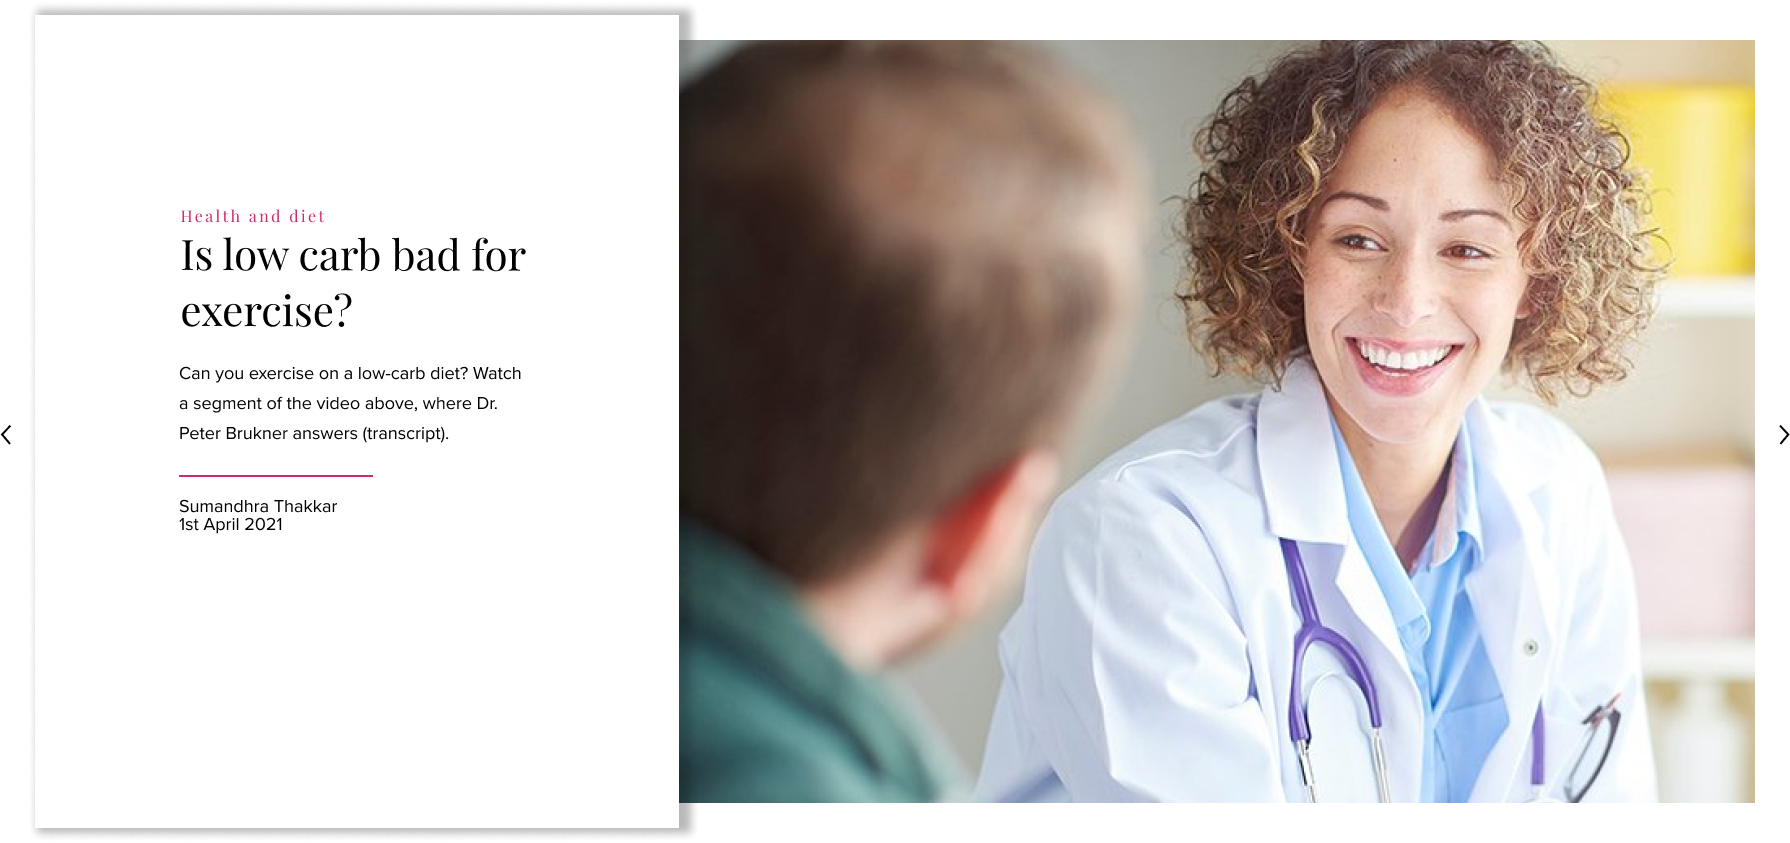 Health and diet
Is low carb bad for
exercise?
Can you exercise on a low-carb diet? Watch
a segment of the video above, where Dr.
Peter Brukner answers (transcript).
Sumandhra Thakkar
1st April 2021